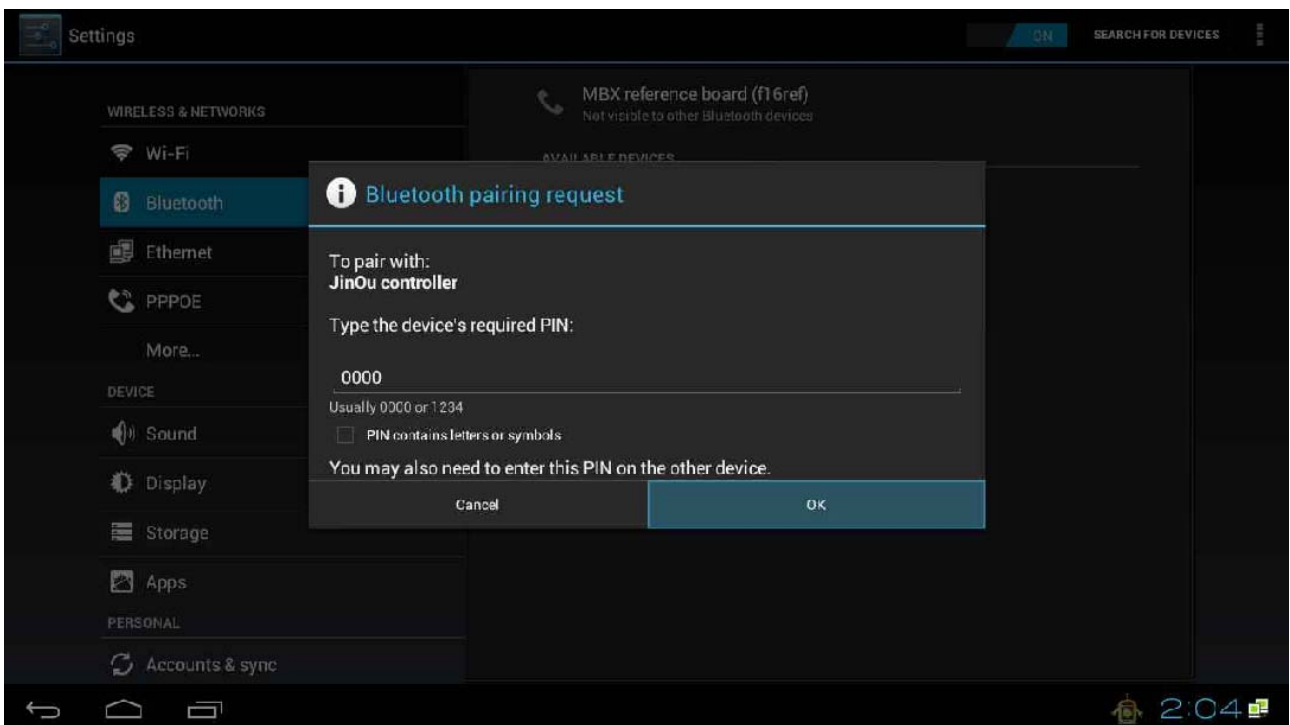 Settings
ON
SEARCH FOR DEVICES
WIRELESS & NETWORKS
Wi-Fi
Bluetooth
Ethernet
PPPOE
More...
DEVICE
Sound
Display
Storage
Apps
PERSONAL
Accounts & sync
MBX reference board (f16ref)
Not visible to other Bluetooth devices
AVAILABLE DEVICES
Bluetooth pairing request
To pair with:
JinOu controller
Type the device's required PIN:
0000
Usually 0000 or 1234
PIN contains letters or symbols
You may also need to enter this PIN on the other device.
Cancel
OK
2:04